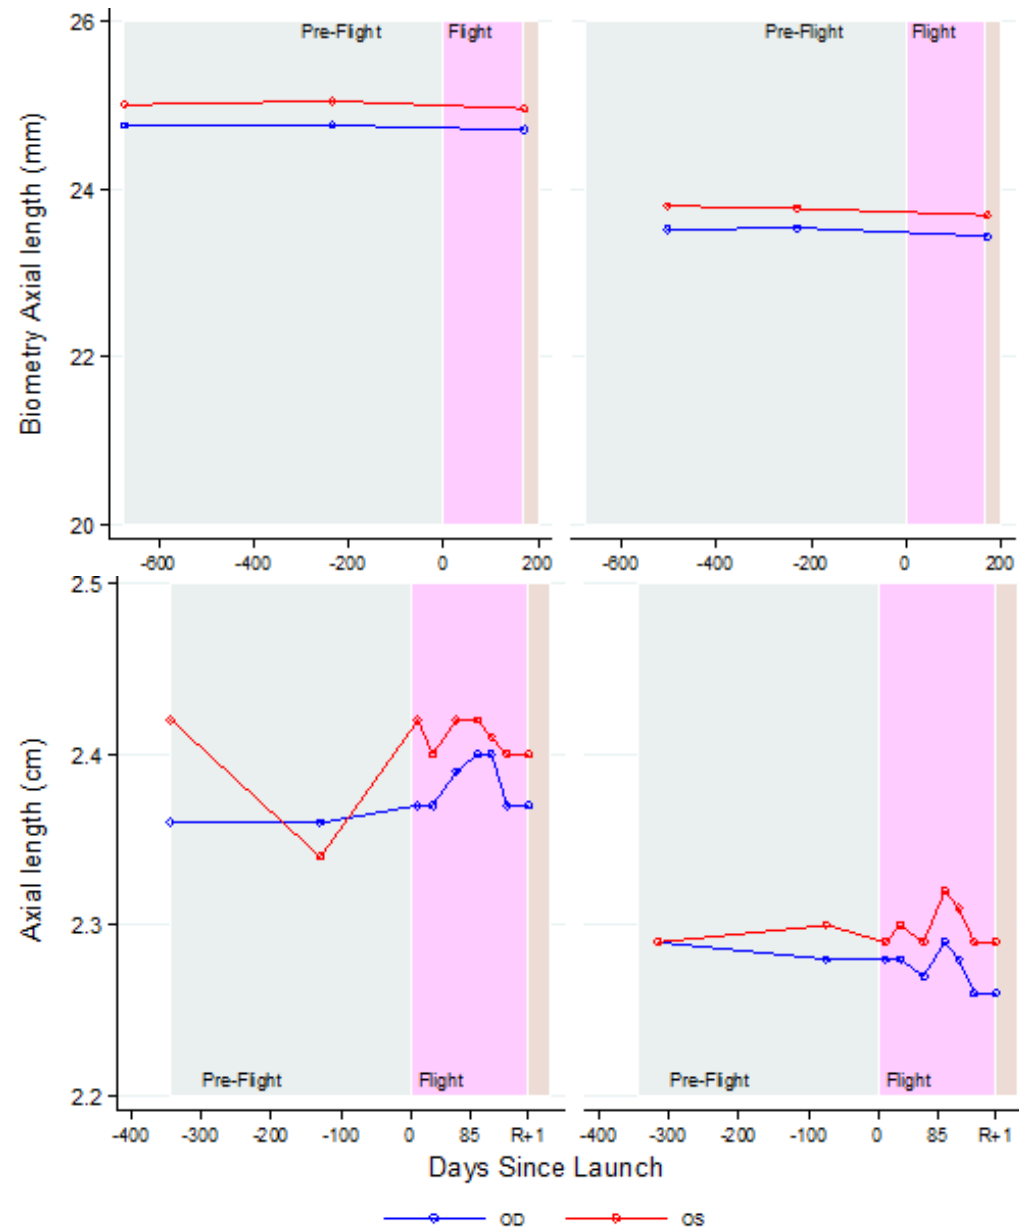 26
Pre-Flight Flight Pre-Flight Flight
24
22
20
Biometry Axial length (mm)
-600 -400 -200 0 200 -600 -400 -200 0 200
2.5
2.4
2.3
2.2
Axial length (cm)
Pre-Flight Flight Pre-Flight Flight
-400 -300 -200 -100 0 85 R+1 -400 -300 -200 -100 0 85 R+1
Days Since Launch
OD OS